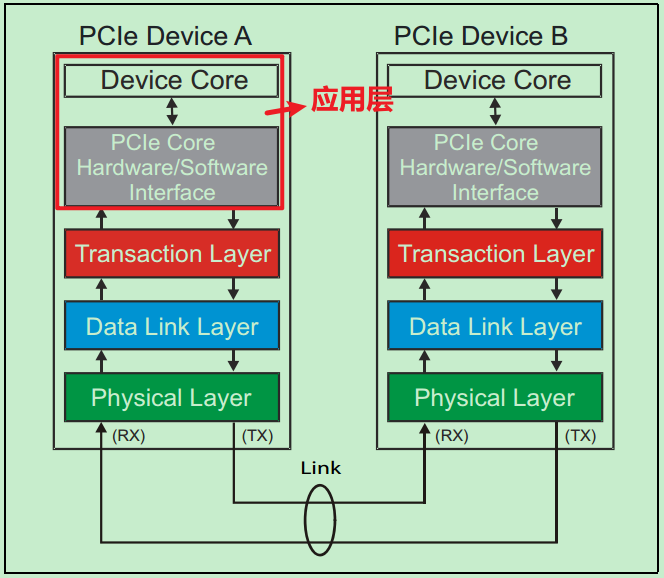 PCIe Device A
PCIe Device B
Device Core
应用层
Device Core
PCIe Core
Hardware/Software
Interface
PCIe Core
Hardware/Software
Interface
Transaction Layer
Transaction Layer
Data Link Layer
Data Link Layer
Physical Layer
Physical Layer
(RX)
(TX)
(RX)
(TX)
Link